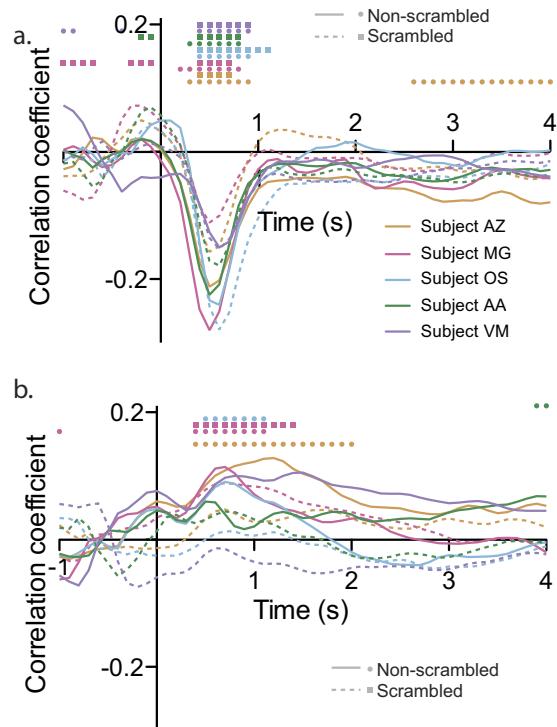 a.
0.2
Non-scrambled
Scrambled
Correlation coefficient
1
2
3
4
Time (s)
-0.2
Subject AZ
Subject MG
Subject OS
Subject AA
Subject VM
b.
0.2
Correlation coefficient
-1
1
2
3
4
Time (s)
-0.2
Non-scrambled
Scrambled